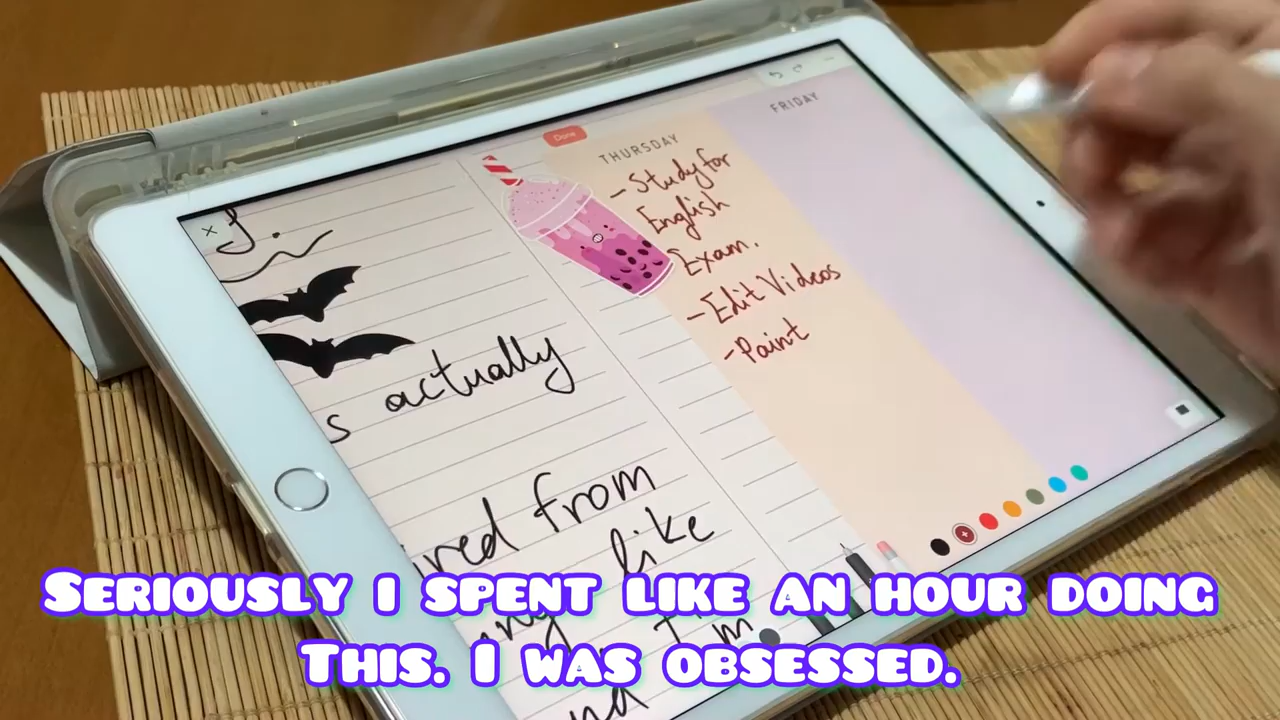 Done
THURSDAY
- Study for
English
Exam.
- Edit Videos
- Paint
FRIDAY
s actually
from
like
SERIOUSLY I SPENT LIKE AN HOUR DOING
THIS. I WAS OBSESSED.